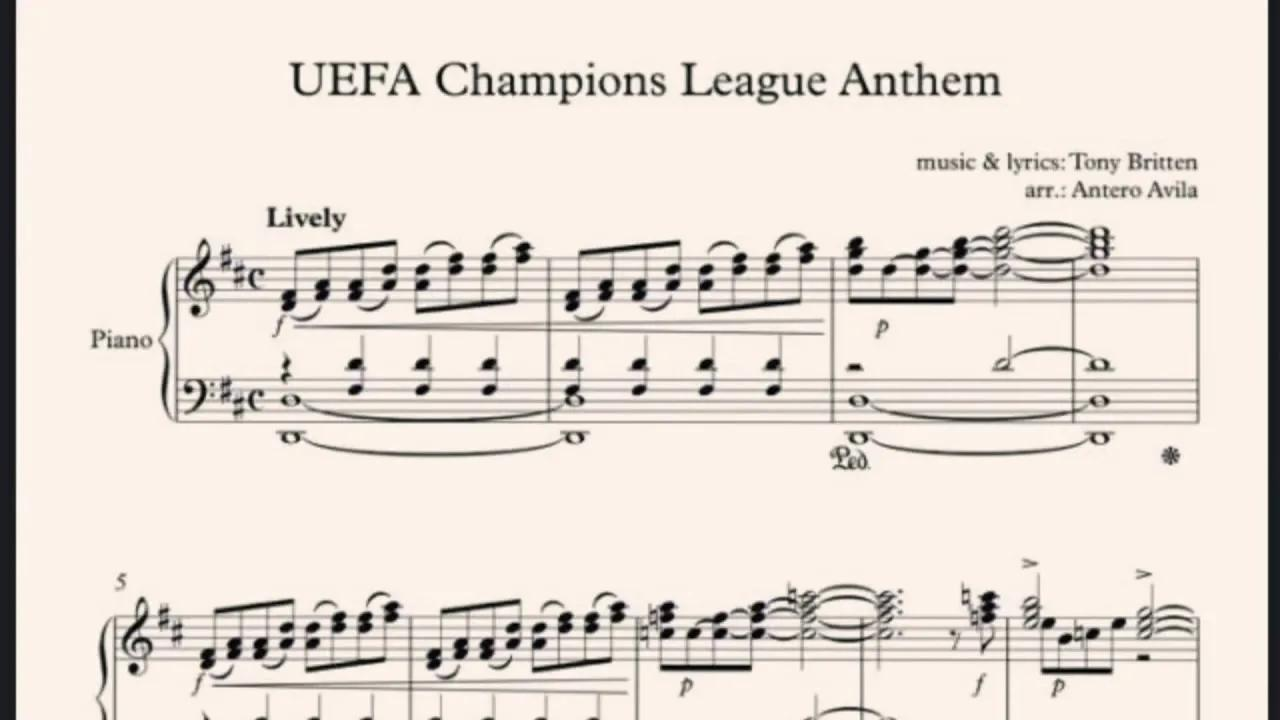 UEFA Champions League Anthem
music & lyrics: Tony Britten
arr.: Antero Avila
Lively
Piano
f
p
Ped.
5
f
p
f
p